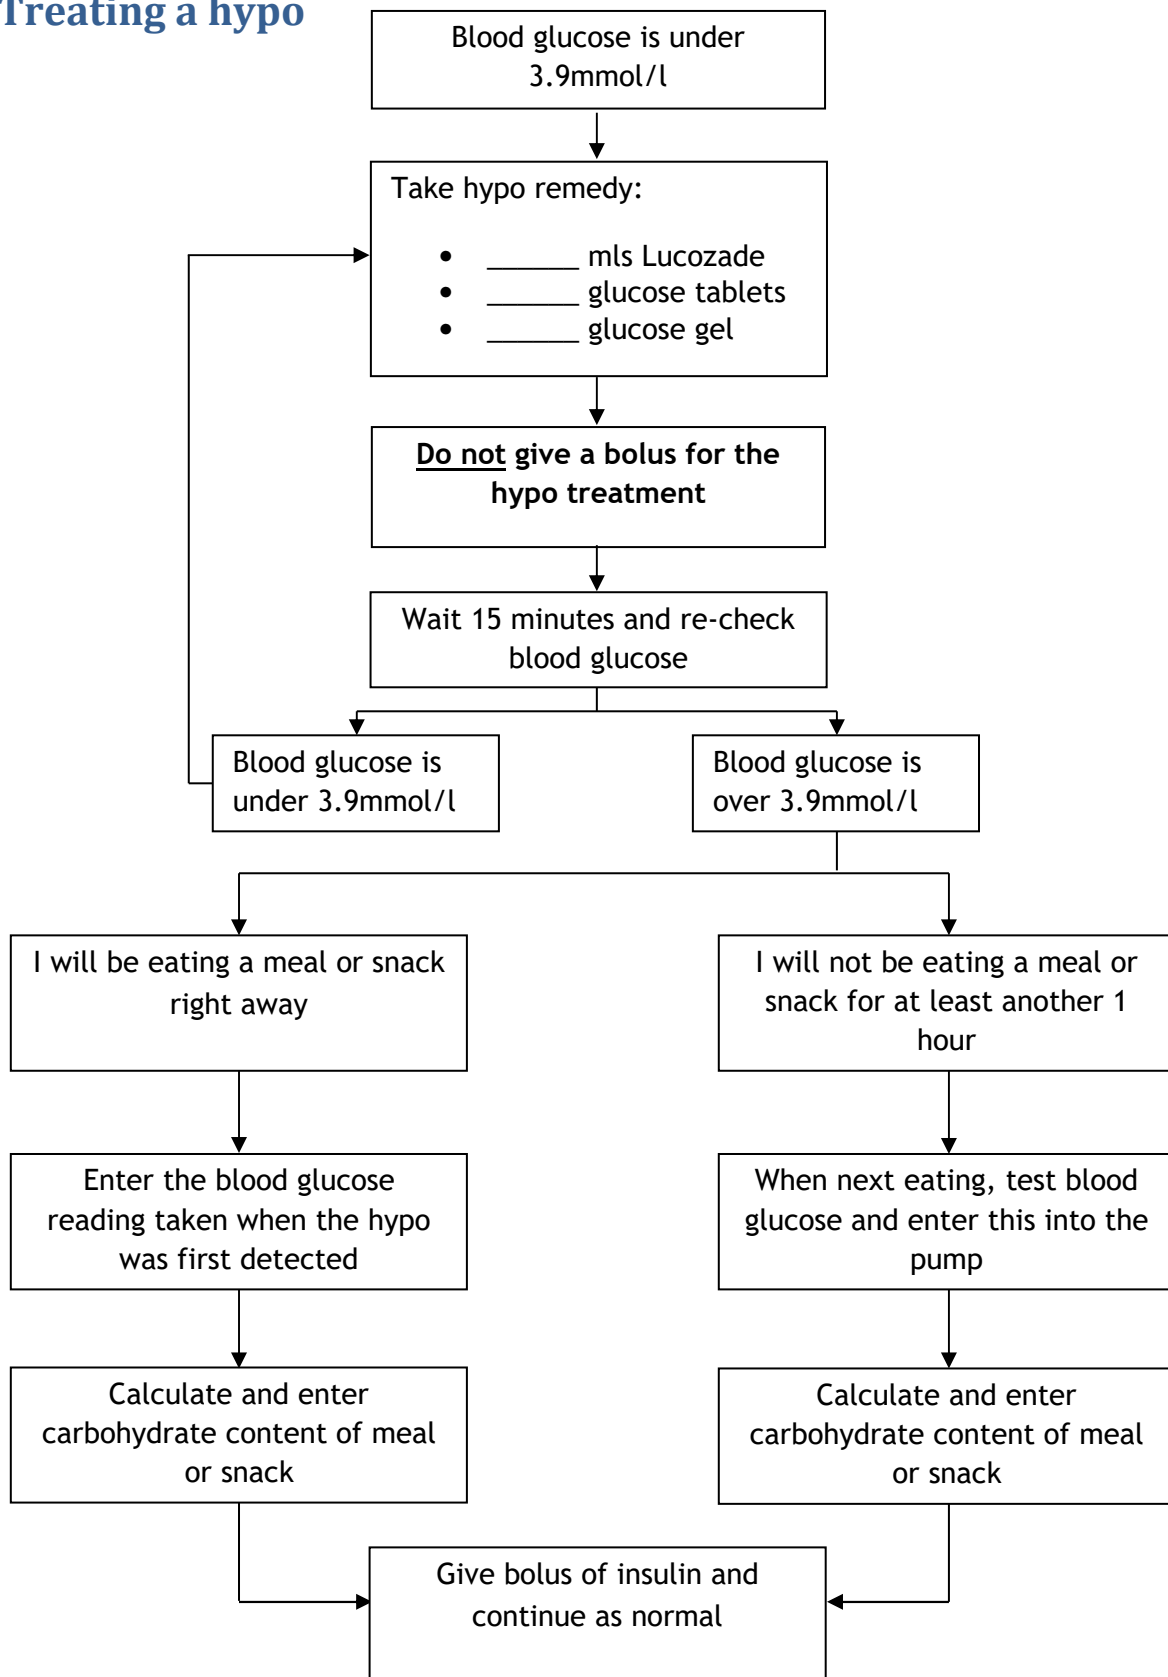 Treating a hypo
Blood glucose is under
3.9mmol/l
Take hypo remedy:
• ______ mls Lucozade
• ______ glucose tablets
• ______ glucose gel
Do not give a bolus for the
hypo treatment
Wait 15 minutes and re-check
blood glucose
Blood glucose is
under 3.9mmol/l
Blood glucose is
over 3.9mmol/l
I will be eating a meal or snack
right away
I will not be eating a meal or
snack for at least another 1
hour
Enter the blood glucose
reading taken when the hypo
was first detected
When next eating, test blood
glucose and enter this into the
pump
Calculate and enter
carbohydrate content of meal
or snack
Calculate and enter
carbohydrate content of meal
or snack
Give bolus of insulin and
continue as normal